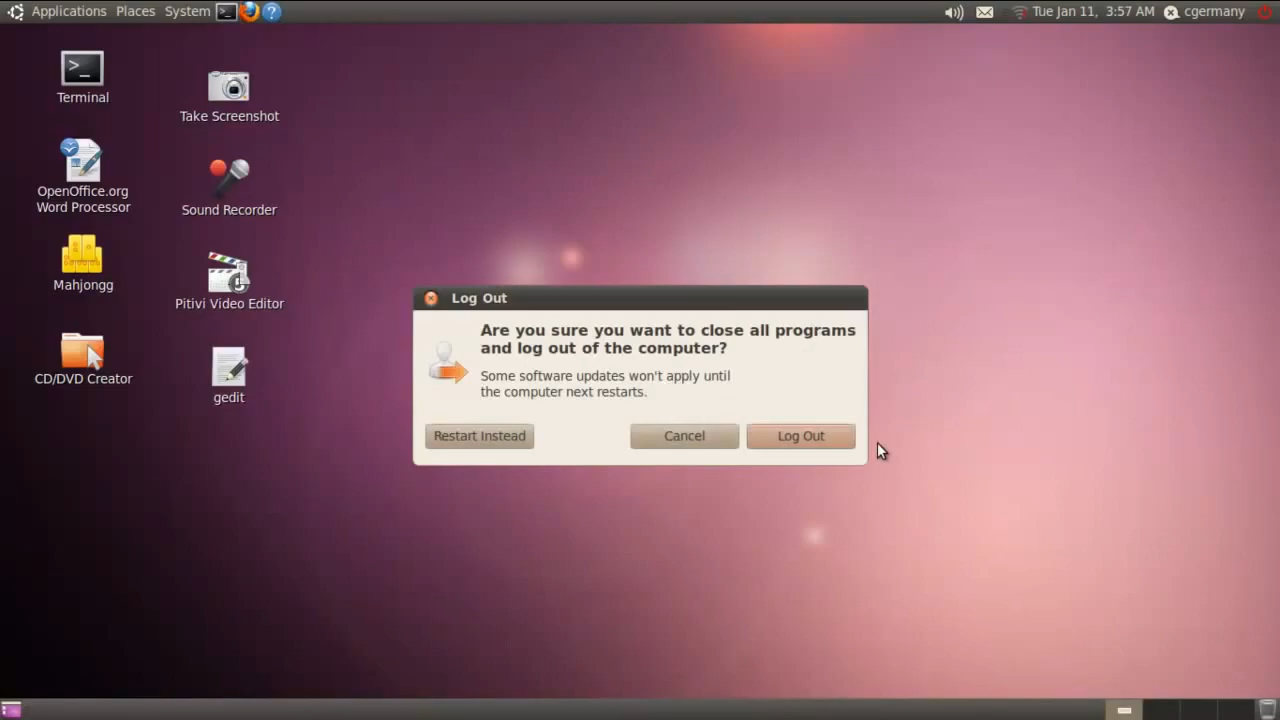 Applications Places System
Tue Jan 11, 3:57 AM cgermany
Terminal
Take Screenshot
OpenOffice.org
Word Processor
Sound Recorder
Mahjongg
Pitivi Video Editor
CD/DVD Creator
gedit
Log Out
Are you sure you want to close all programs
and log out of the computer?
Some software updates won't apply until
the computer next restarts.
Restart Instead Cancel Log Out